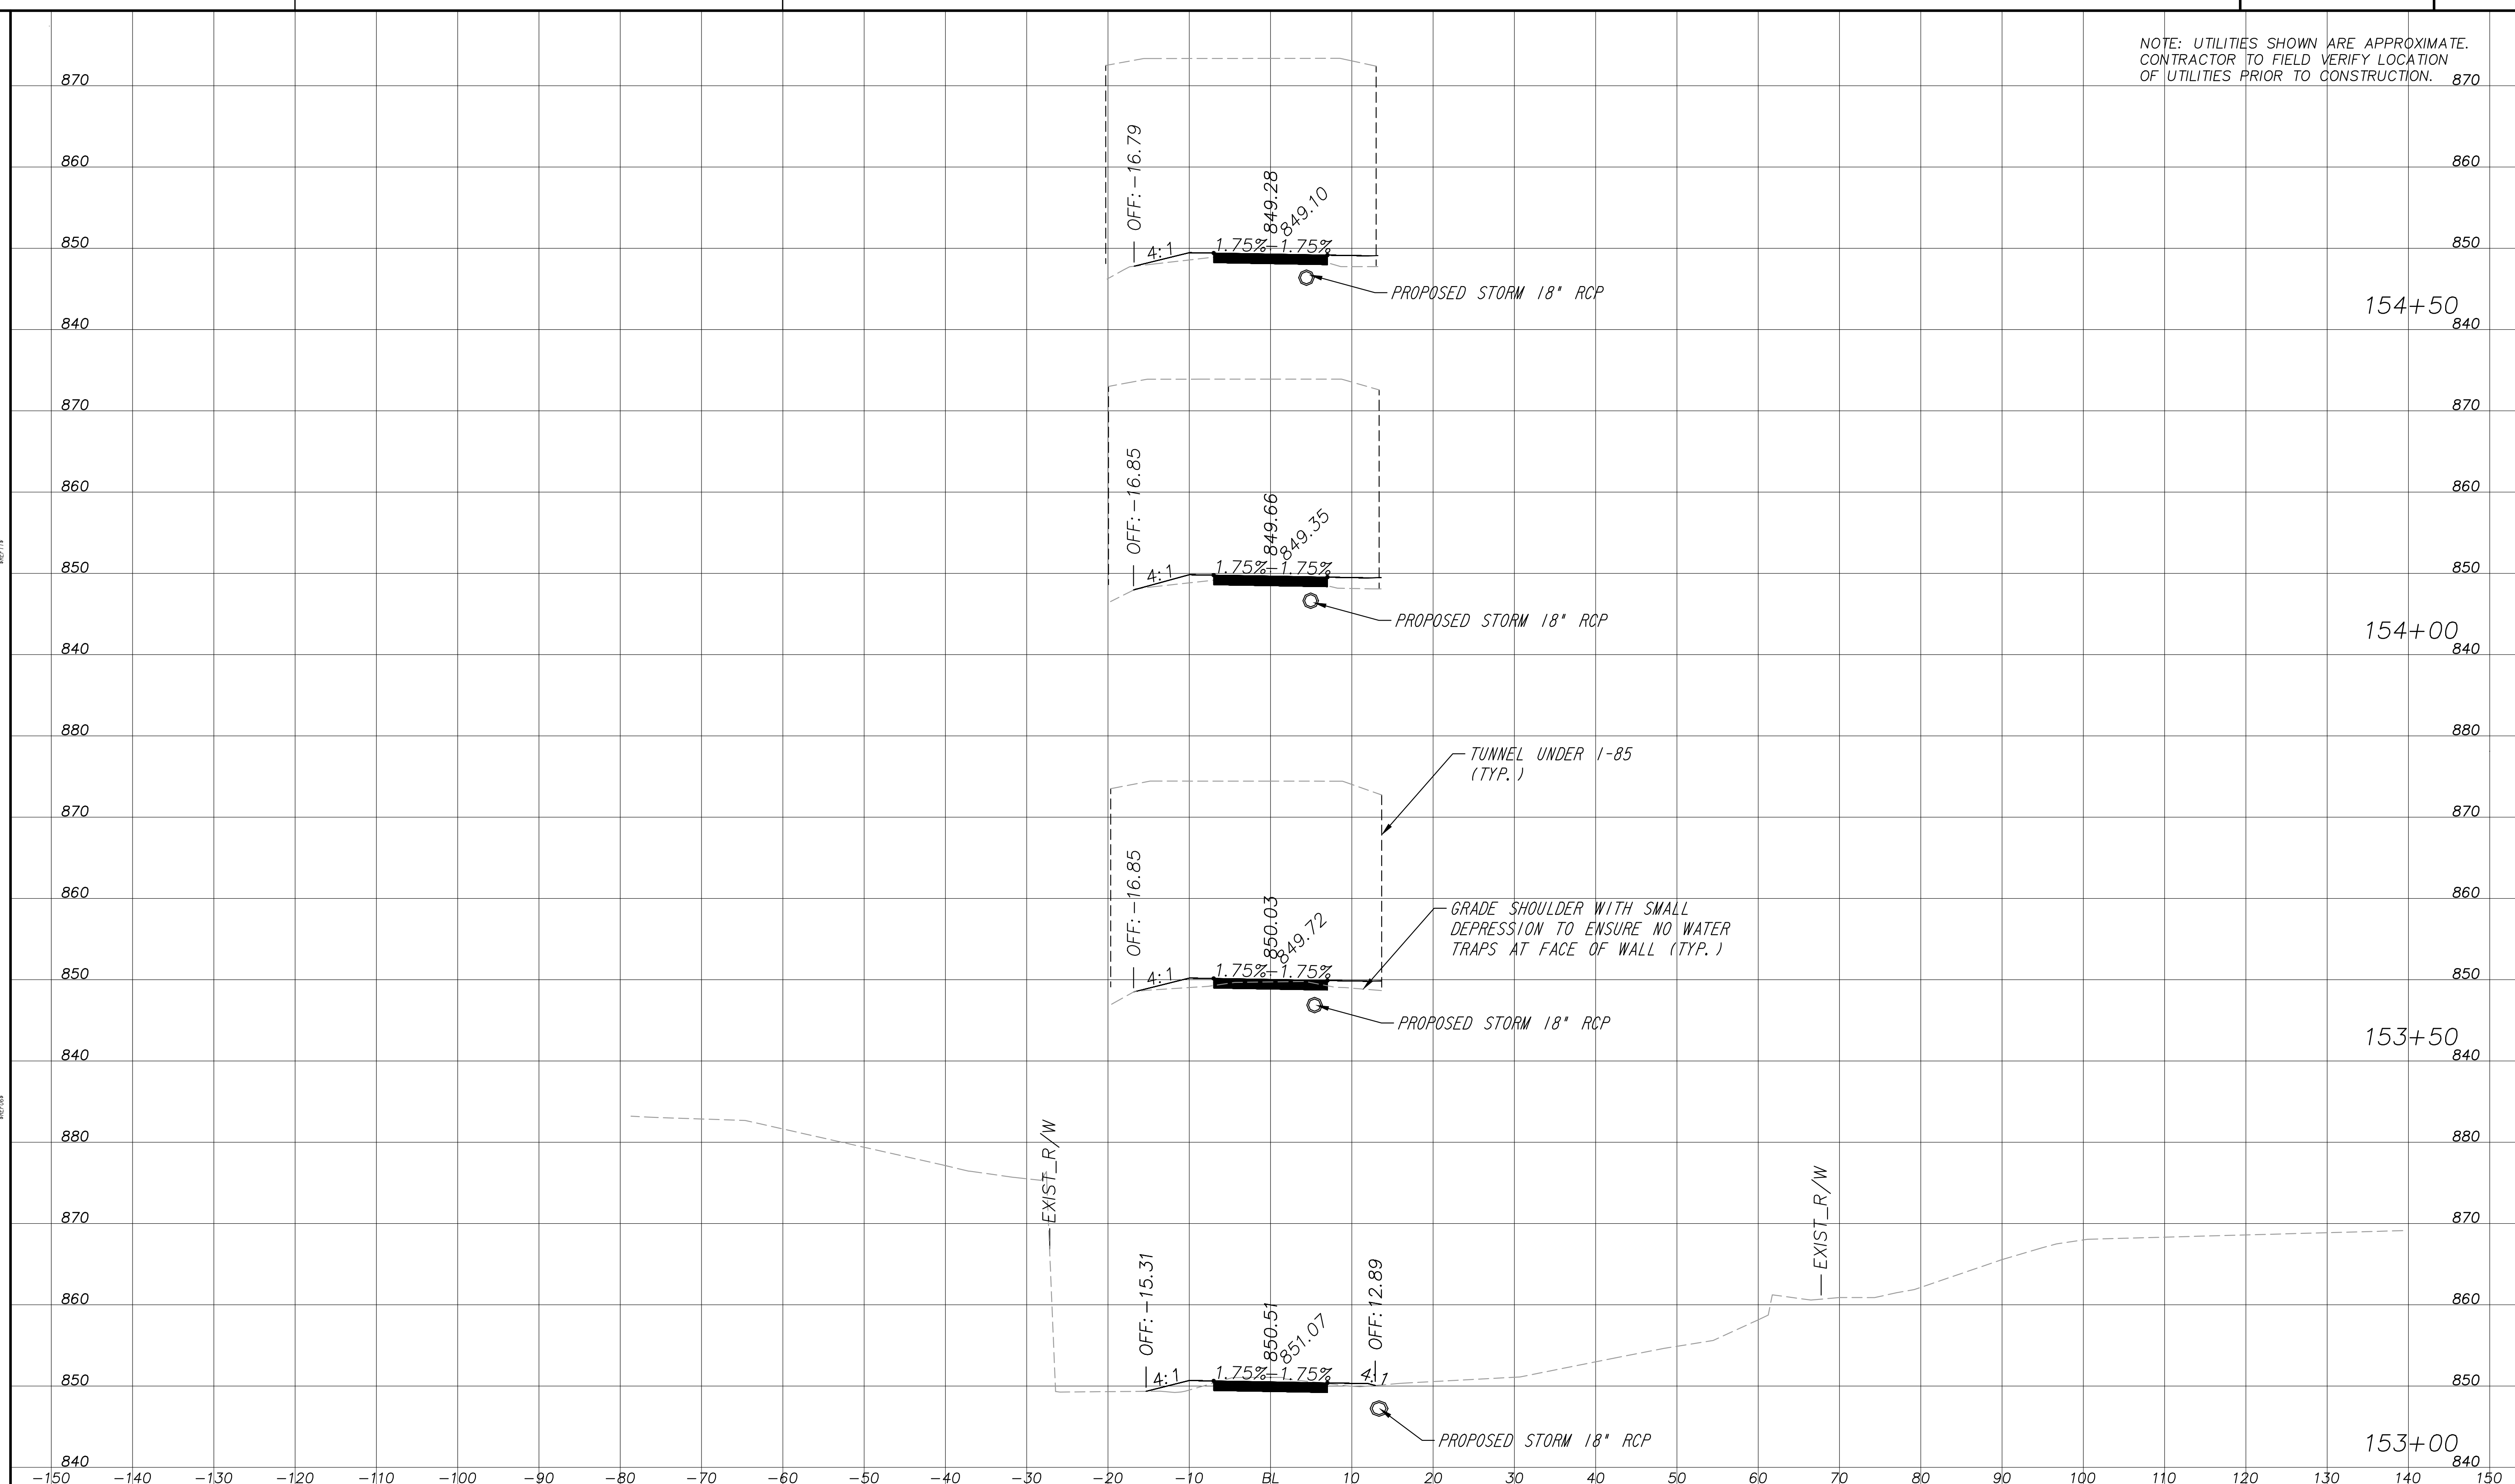 NOTE: UTILITIES SHOWN ARE APPROXIMATE.
CONTRACTOR TO FIELD VERIFY LOCATION
OF UTILITIES PRIOR TO CONSTRUCTION.
870 870
860 860
OFF:-16.79
849.28
849.10
850 850
4:1 1.75% -1.75%
PROPOSED STORM 18" RCP
154+50
840 840
870 870
860 860
OFF:-16.85
849.66
849.35
850 850
4:1 1.75% -1.75%
PROPOSED STORM 18" RCP
154+00
840 840
880 880
TUNNEL UNDER I-85
(TYP.)
870 870
860 860
OFF:-16.85
850.03
849.72
GRADE SHOULDER WITH SMALL
DEPRESSION TO ENSURE NO WATER
TRAPS AT FACE OF WALL (TYP.)
850 850
4:1 1.75% -1.75%
PROPOSED STORM 18" RCP
153+50
840 840
880 880
EXIST_R/W
EXIST_R/W
870 870
860 860
OFF:-15.31
850.51
851.07
OFF:12.89
850 850
4:1 1.75% -1.75% 4:1
PROPOSED STORM 18" RCP
153+00
840 840
-150 -140 -130 -120 -110 -100 -90 -80 -70 -60 -50 -40 -30 -20 -10 BL 10 20 30 40 50 60 70 80 90 100 110 120 130 140 150